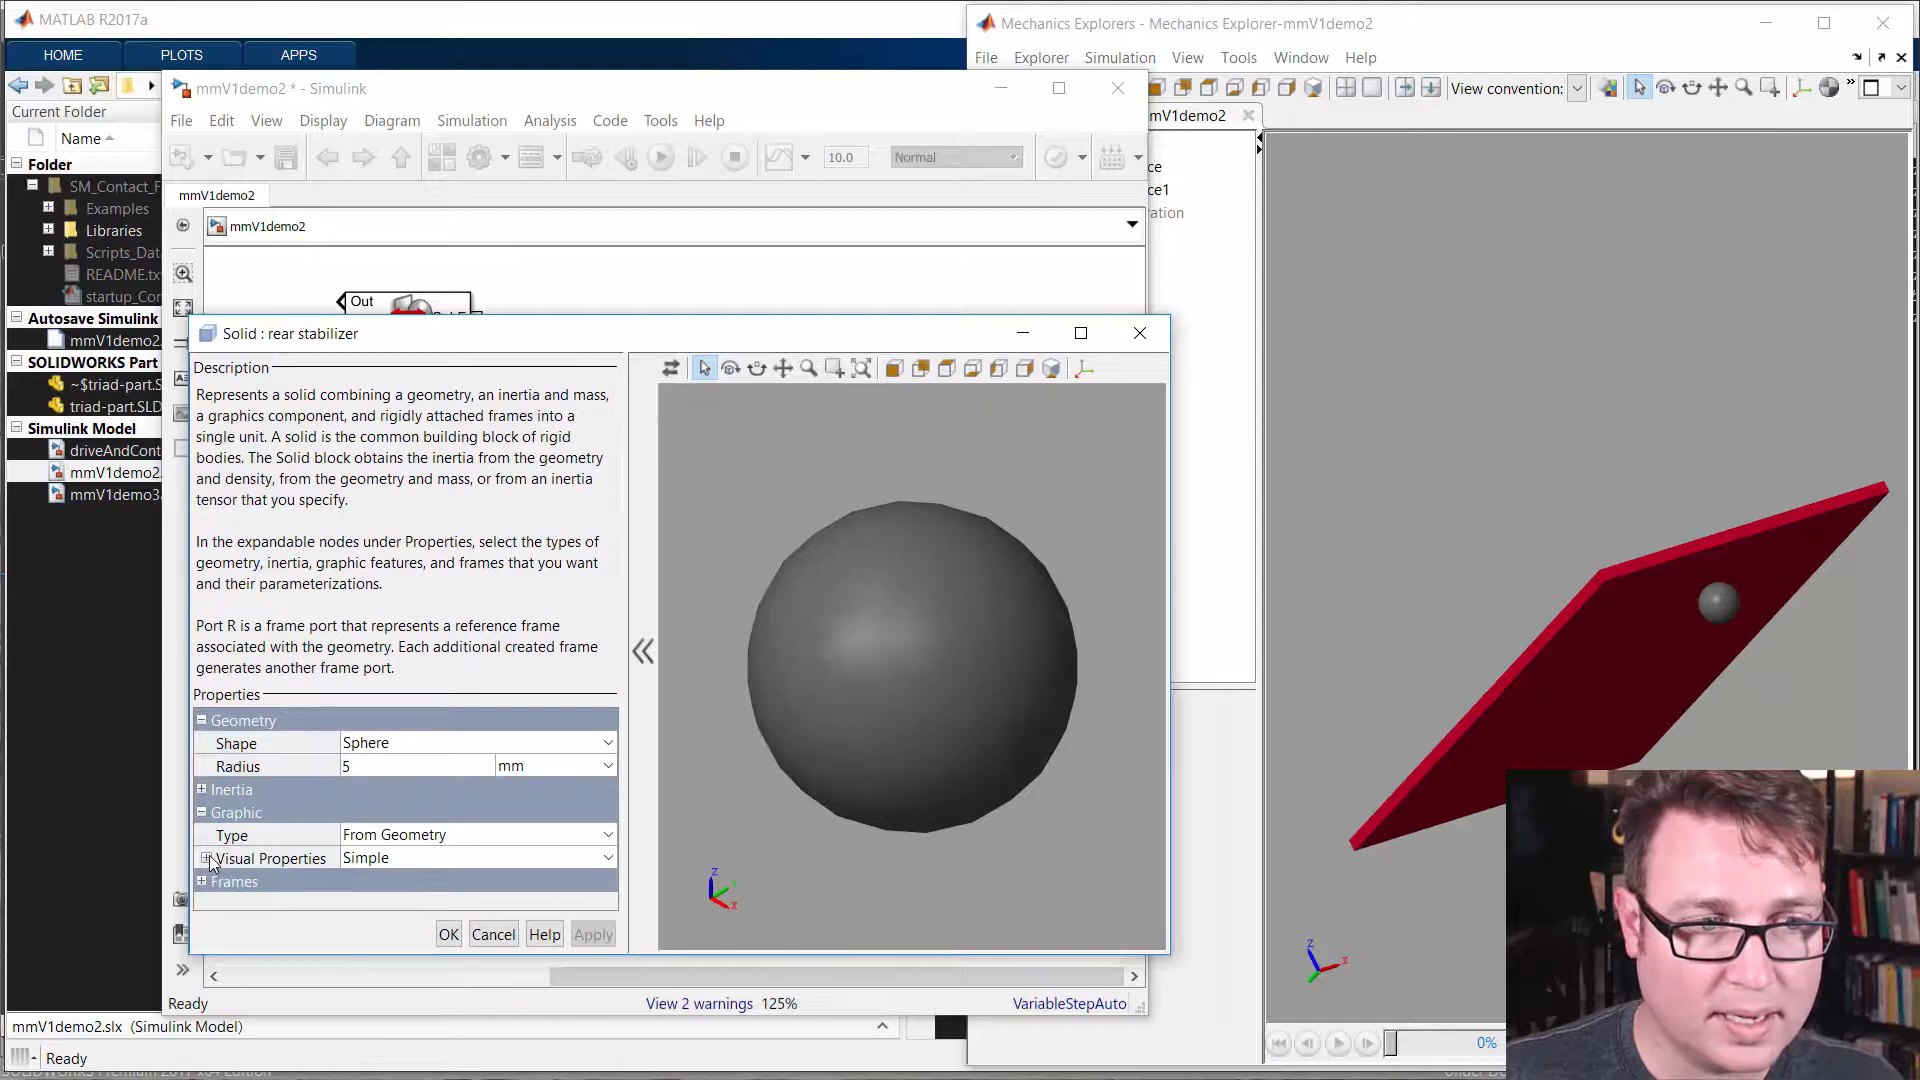 MATLAB R2017a
HOME PLOTS APPS
Current Folder
Name
Folder
SM_Contact_F
Examples
Libraries
Scripts_Dat
README.tx
startup_Cor
Autosave Simulink
mmV1demo2.
SOLIDWORKS Part
~$triad-part.S
triad-part.SLD
Simulink Model
driveAndCont
mmV1demo2.
mmV1demo3.
mmV1demo2.slx (Simulink Model)
Ready
mmV1demo2 * - Simulink
File Edit View Display Diagram Simulation Analysis Code Tools Help
10.0 Normal
mmV1demo2
mmV1demo2
Out
Solid : rear stabilizer
Description
Represents a solid combining a geometry, an inertia and mass,
a graphics component, and rigidly attached frames into a
single unit. A solid is the common building block of rigid
bodies. The Solid block obtains the inertia from the geometry
and density, from the geometry and mass, or from an inertia
tensor that you specify.
In the expandable nodes under Properties, select the types of
geometry, inertia, graphic features, and frames that you want
and their parameterizations.
Port R is a frame port that represents a reference frame
associated with the geometry. Each additional created frame
generates another frame port.
Properties
Geometry
Shape Sphere
Radius 5 mm
Inertia
Graphic
Type From Geometry
Visual Properties Simple
Frames
OK Cancel Help Apply
Z
X
Ready View 2 warnings 125% VariableStepAuto
Mechanics Explorers - Mechanics Explorer-mmV1demo2
File Explorer Simulation View Tools Window Help
View convention:
mV1demo2
ce
ce1
ration
Z
X
0%
SOLIDWORKS Premium 2017 x64 Edition